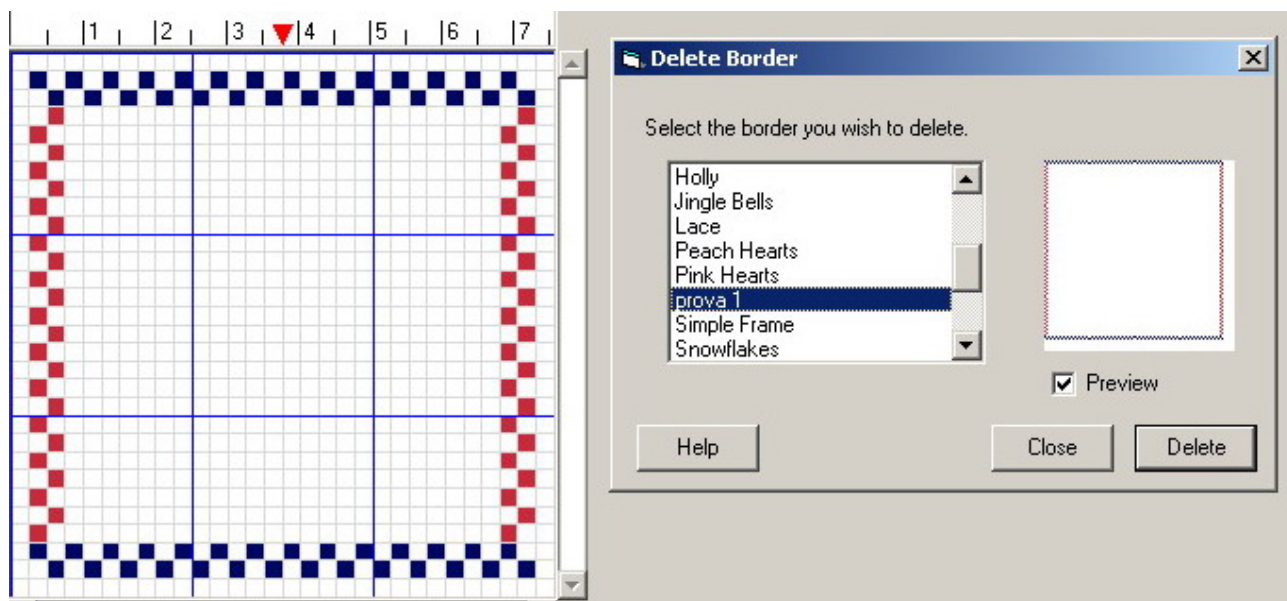 1 2 3 4 5 6 7
Delete Border
Select the border you wish to delete.
Holly
Jingle Bells
Lace
Peach Hearts
Pink Hearts
prova 1
Simple Frame
Snowflakes
Preview
Help Close Delete